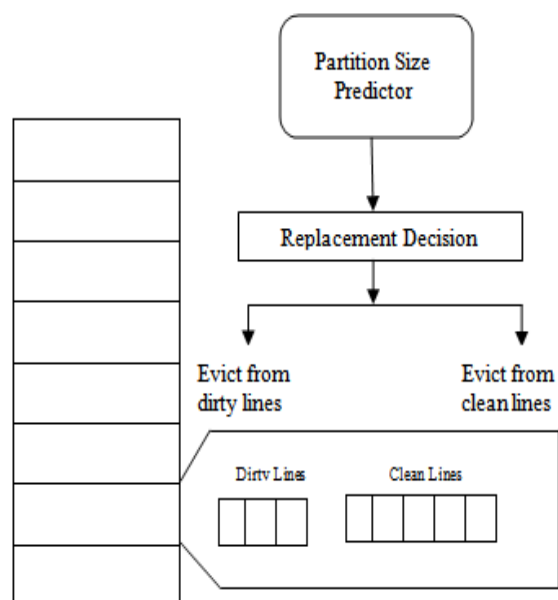 Partition Size
Predictor
Replacement Decision
Evict from
dirty lines
Evict from
clean lines
Dirty Lines
Clean Lines